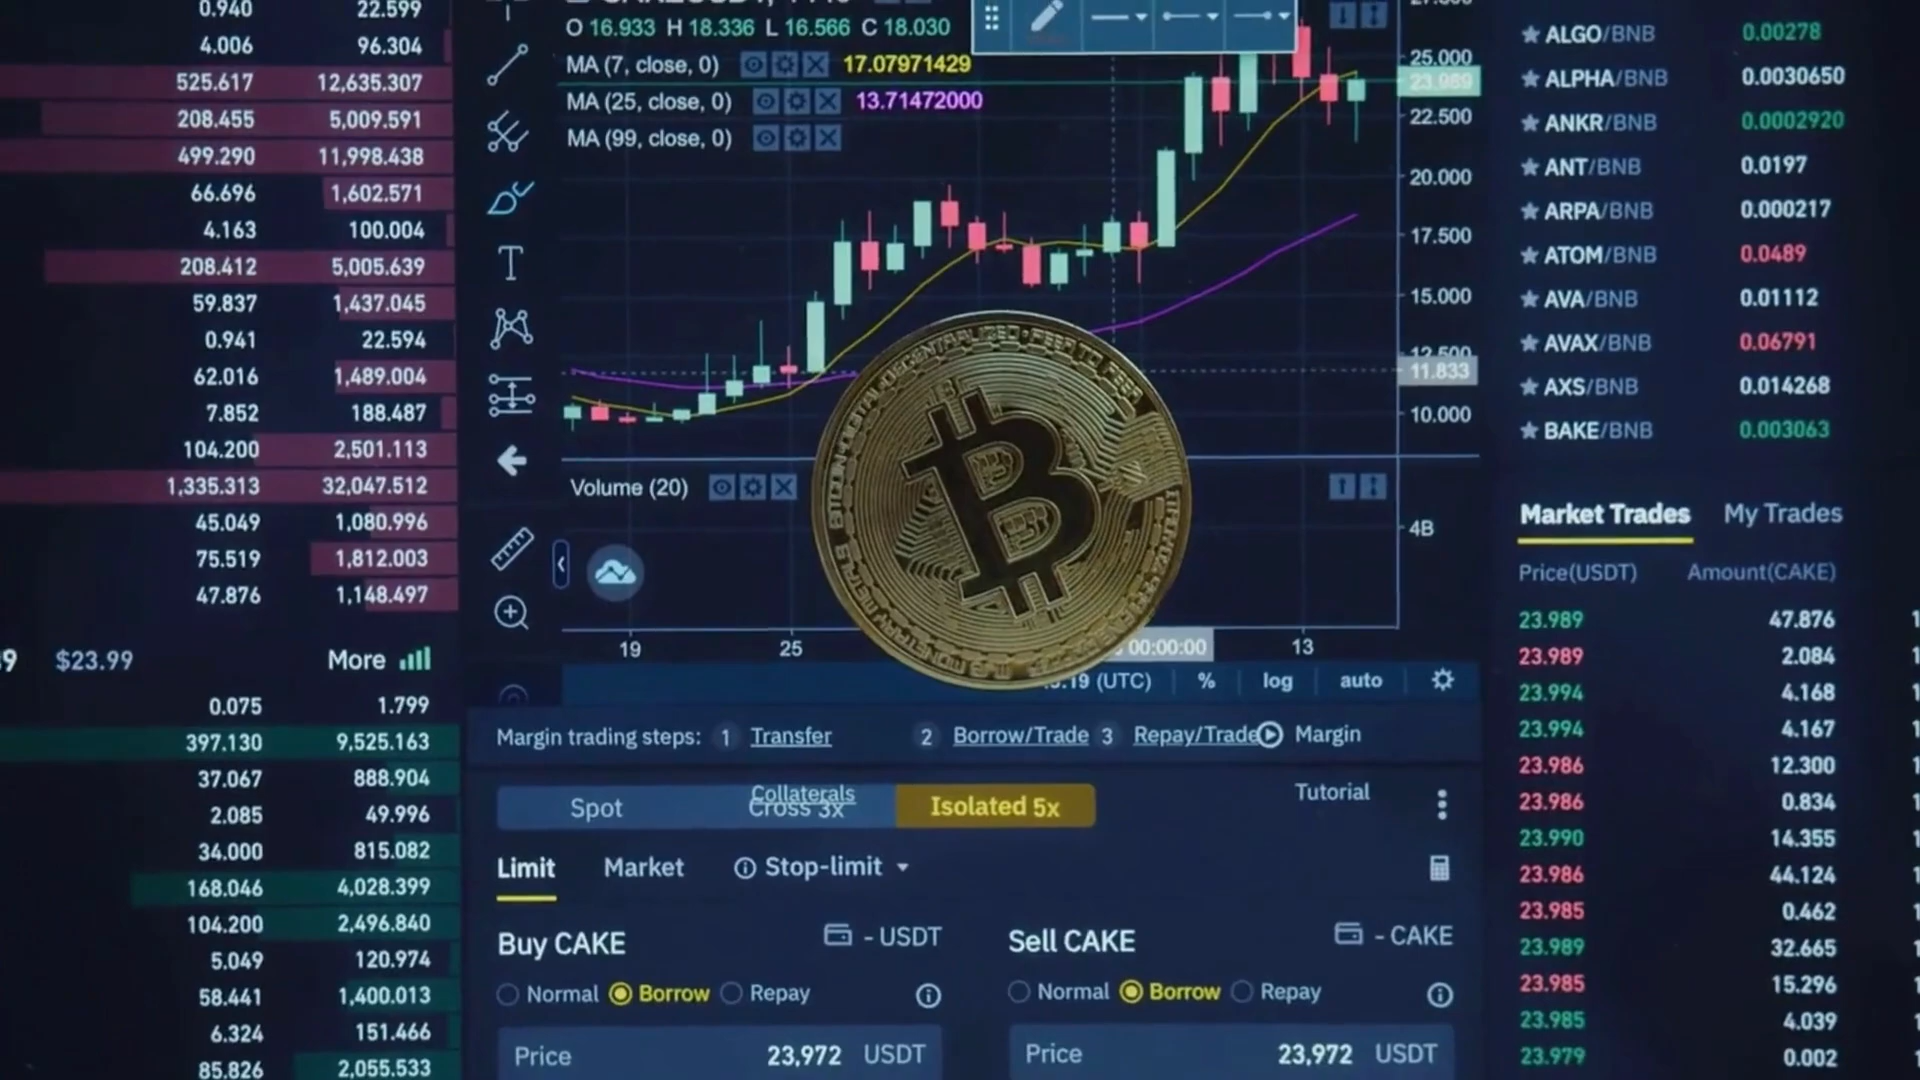 0.940 22.599
4.006 96.304
525.617 12,635.307
208.455 5,009.591
499.290 11,998.438
66.696 1,602.571
4.163 100.004
208.412 5,005.639
59.837 1,437.045
0.941 22.594
62.016 1,489.004
7.852 188.487
104.200 2,501.113
1,335.313 32,047.512
45.049 1,080.996
75.519 1,812.003
47.876 1,148.497
$23.99 More
0.075 1.799
397.130 9,525.163
37.067 888.904
2.085 49.996
34.000 815.082
168.046 4,028.399
104.200 2,496.840
5.049 120.974
58.441 1,400.013
6.324 151.466
85.826 2,055.533
O 16.933 H 18.336 L 16.566 C 18.030
MA (7, close, 0) 17.07971429
MA (25, close, 0) 13.71472000
MA (99, close, 0)
25.000
23.989
22.500
20.000
17.500
15.000
12.500
11.833
10.000
Volume (20)
4B
19 25 00:00:00 13
(UTC) % log auto
DECENTRALIZED PEER TO PEER
B
Margin trading steps: 1 Transfer 2 Borrow/Trade 3 Repay/Trade Margin
Collaterals Tutorial
Spot Cross 3x Isolated 5x
Limit Market Stop-limit
Buy CAKE - USDT
Normal Borrow Repay
Price 23,972 USDT
Sell CAKE - CAKE
Normal Borrow Repay
Price 23,972 USDT
ALGO/BNB 0.00278
ALPHA/BNB 0.0030650
ANKR/BNB 0.0002920
ANT/BNB 0.0197
ARPA/BNB 0.000217
ATOM/BNB 0.0489
AVA/BNB 0.01112
AVAX/BNB 0.06791
AXS/BNB 0.014268
BAKE/BNB 0.003063
Market Trades My Trades
Price(USDT) Amount(CAKE)
23.989 47.876
23.989 2.084
23.994 4.168
23.994 4.167
23.986 12.300
23.986 0.834
23.990 14.355
23.986 44.124
23.985 0.462
23.989 32.665
23.985 15.296
23.985 4.039
23.979 0.002